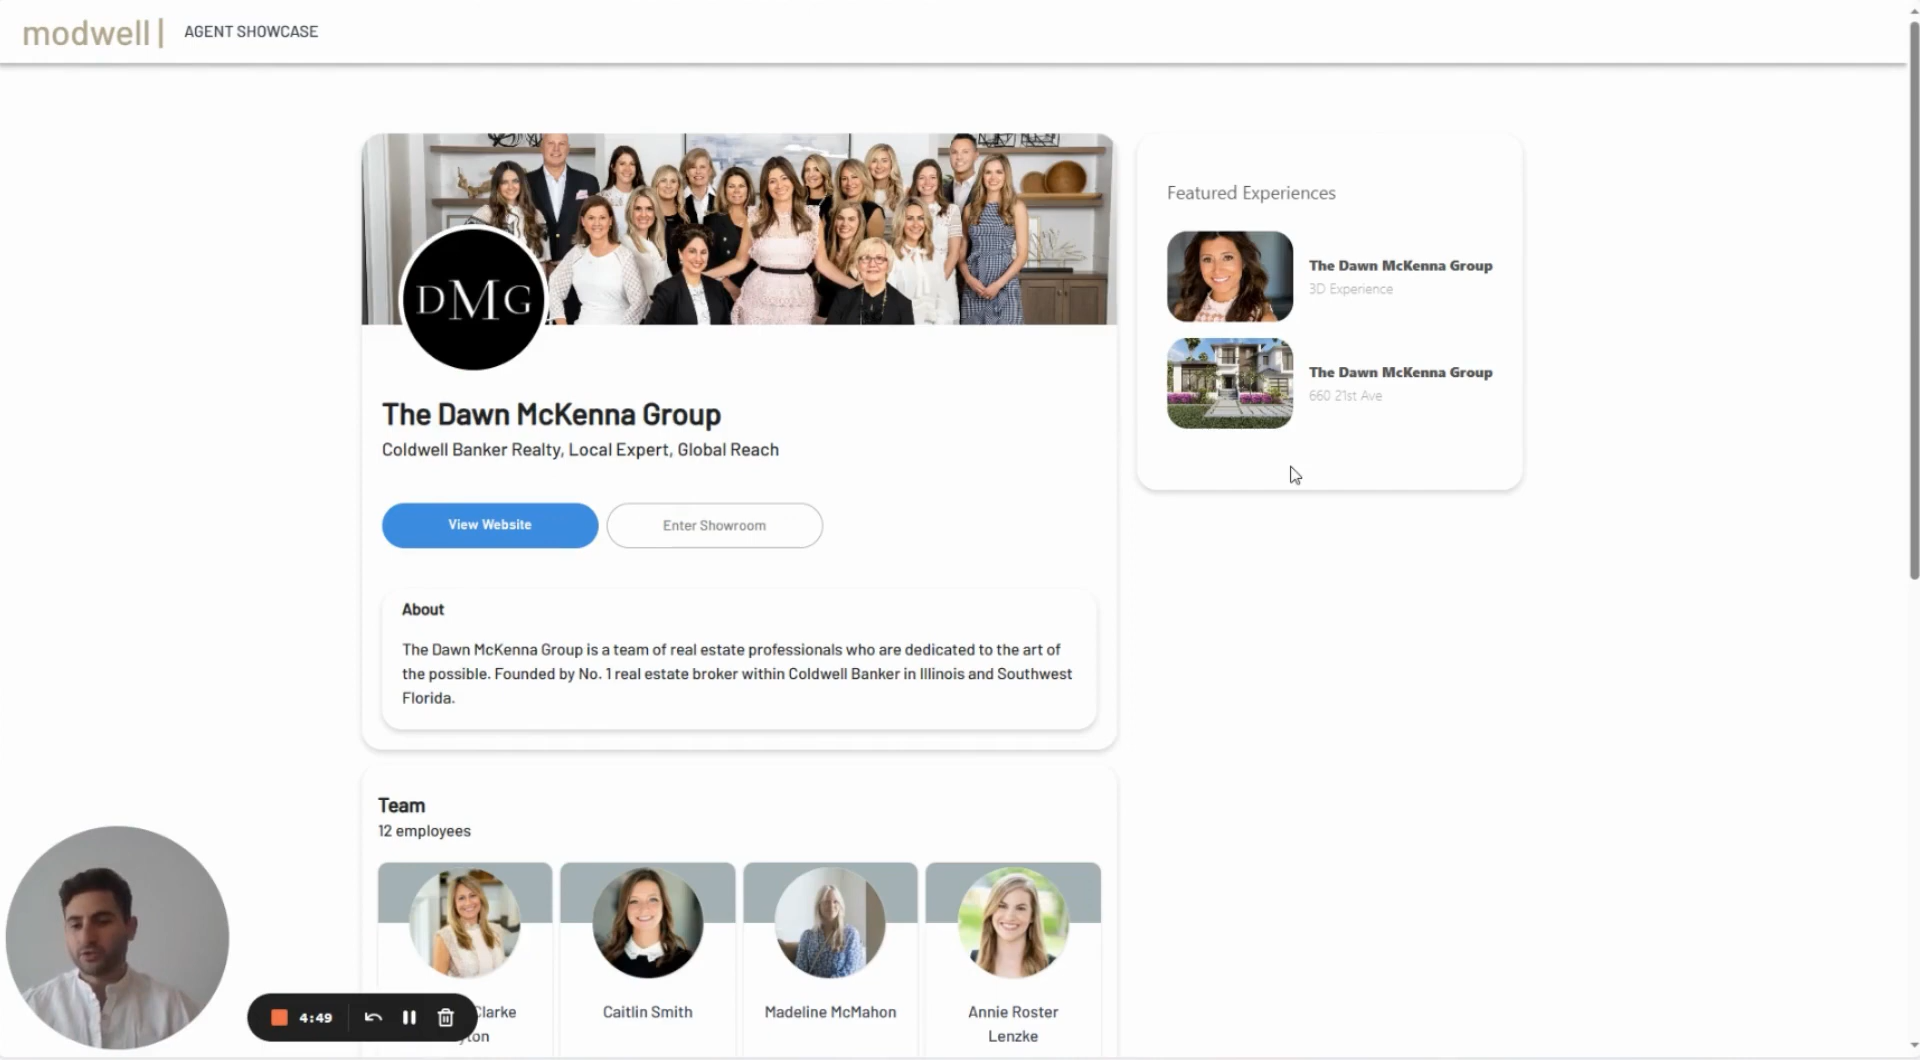 modwell |
AGENT SHOWCASE
DMG
The Dawn McKenna Group
Coldwell Banker Realty, Local Expert, Global Reach
View Website
Enter Showroom
About
The Dawn McKenna Group is a team of real estate professionals who are dedicated to the art of
the possible. Founded by No. 1 real estate broker within Coldwell Banker in Illinois and Southwest
Florida.
Featured Experiences
The Dawn McKenna Group
3D Experience
The Dawn McKenna Group
660 21st Ave
Team
12 employees
Clarke
Caitlin Smith
Madeline McMahon
Annie Roster
Lenzke
4:49